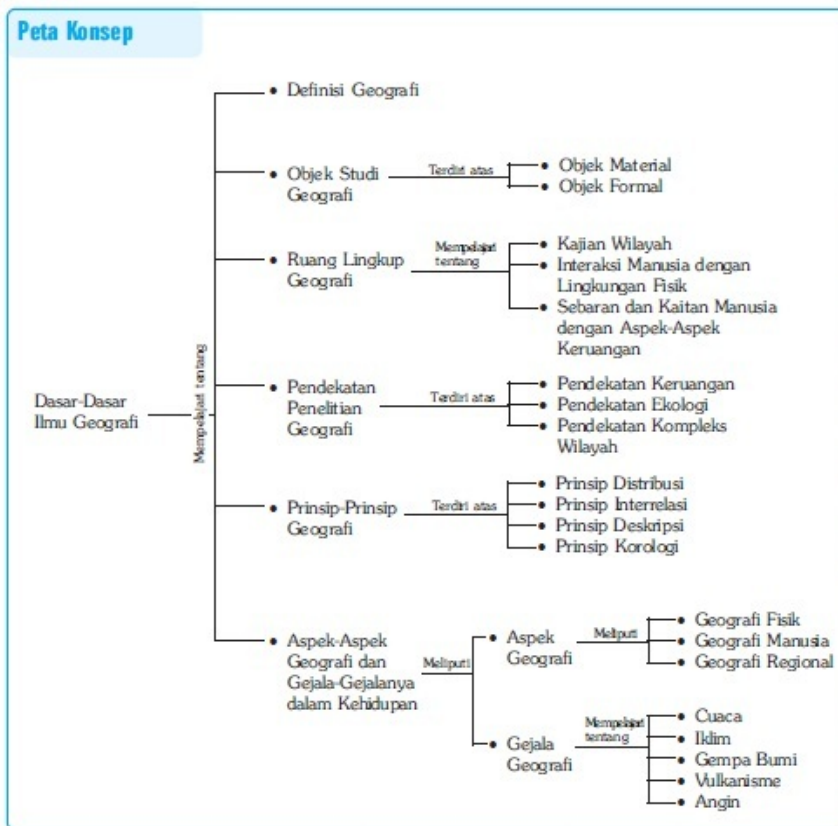 Peta Konsep
Dasar-Dasar
Ilmu Geografi
Mempelajari tentang
Definisi Geografi
Objek Studi
Geografi
Terdiri atas
Objek Material
Objek Formal
Ruang Lingkup
Geografi
Mempelajari
tentang
Kajian Wilayah
Interaksi Manusia dengan
Lingkungan Fisik
Sebaran dan Kaitan Manusia
dengan Aspek-Aspek
Keruangan
Pendekatan
Penelitian
Geografi
Terdiri atas
Pendekatan Keruangan
Pendekatan Ekologi
Pendekatan Kompleks
Wilayah
Prinsip-Prinsip
Geografi
Terdiri atas
Prinsip Distribusi
Prinsip Interrelasi
Prinsip Deskripsi
Prinsip Korologi
Aspek-Aspek
Geografi dan
Gejala-Gejalanya
dalam Kehidupan
Meliputi
Aspek
Geografi
Meliputi
Geografi Fisik
Geografi Manusia
Geografi Regional
Gejala
Geografi
Mempelajari
tentang
Cuaca
Iklim
Gempa Bumi
Vulkanisme
Angin